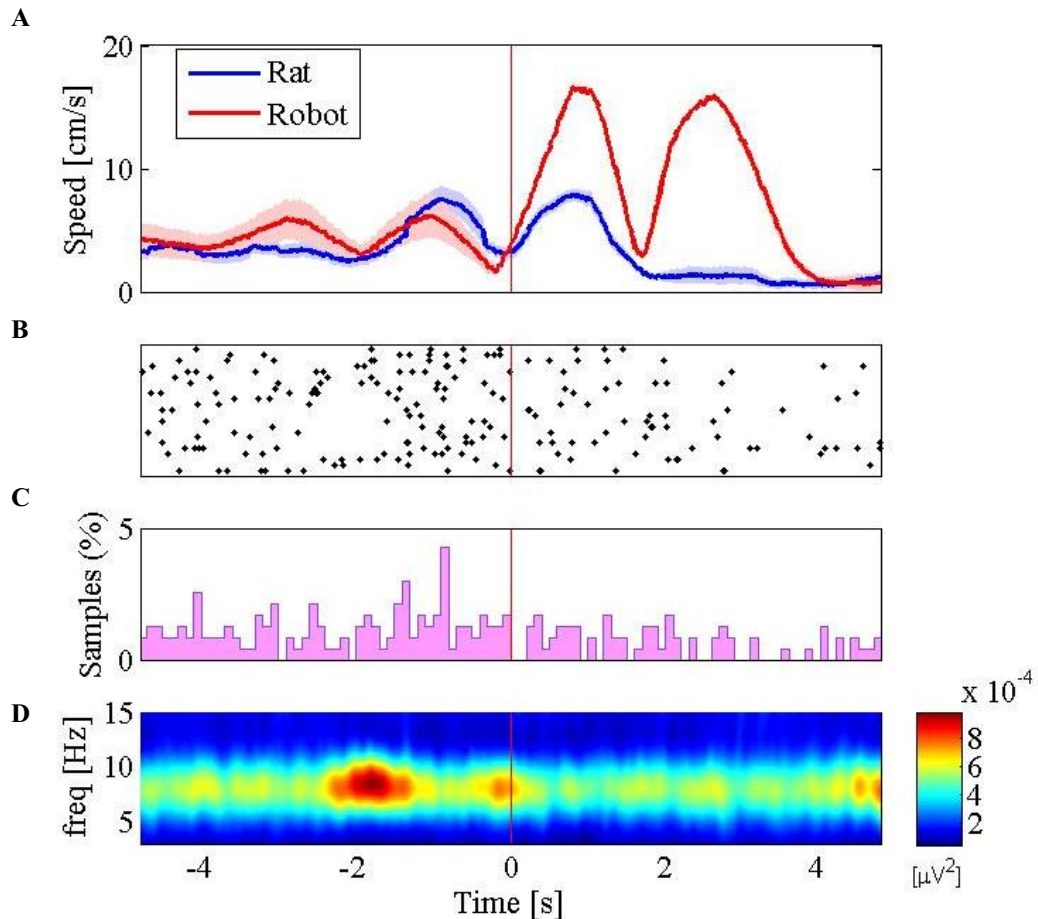 A
20
10
0
Speed [cm/s]
Rat
Robot
B
C
5
0
Samples (%)
D
15
10
5
freq [Hz]
-4
-2
0
2
4
Time [s]
x 10⁻⁴
8
6
4
2
[μV²]